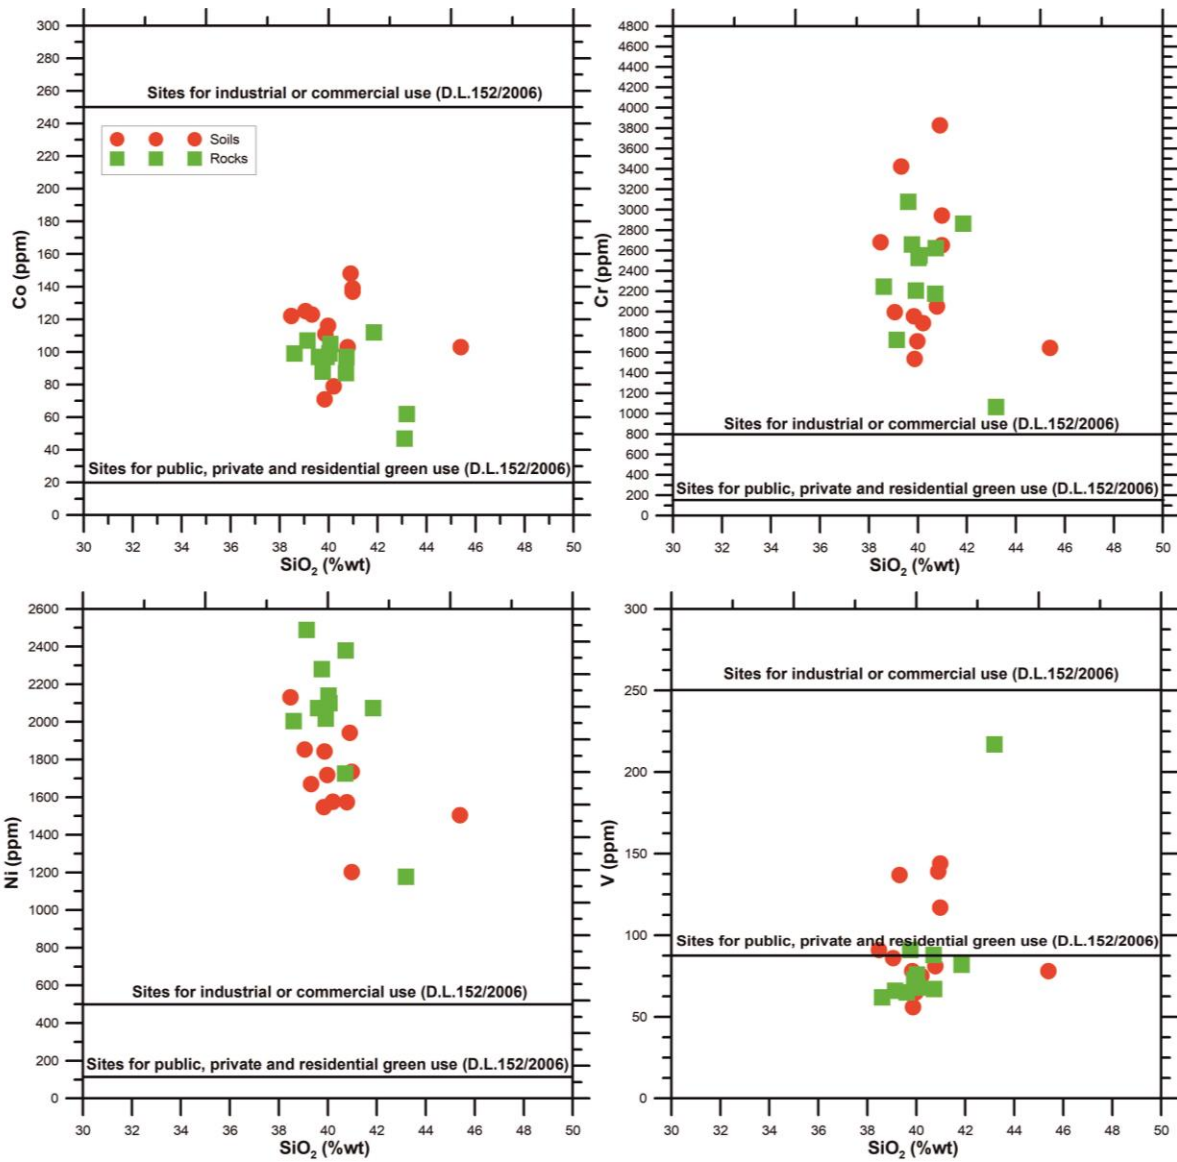 300
280
260
240
220
200
180
160
140
120
100
80
60
40
20
0
Co (ppm)
Sites for industrial or commercial use (D.L.152/2006)
Soils
Rocks
Sites for public, private and residential green use (D.L.152/2006)
30 32 34 36 38 40 42 44 46 48 50
SiO₂ (%wt)
4800
4600
4400
4200
4000
3800
3600
3400
3200
3000
2800
2600
2400
2200
2000
1800
1600
1400
1200
1000
800
600
400
200
0
Cr (ppm)
Sites for industrial or commercial use (D.L.152/2006)
Sites for public, private and residential green use (D.L.152/2006)
30 32 34 36 38 40 42 44 46 48 50
SiO₂ (%wt)
2600
2400
2200
2000
1800
1600
1400
1200
1000
800
600
400
200
0
Ni (ppm)
Sites for industrial or commercial use (D.L.152/2006)
Sites for public, private and residential green use (D.L.152/2006)
30 32 34 36 38 40 42 44 46 48 50
SiO₂ (%wt)
300
250
200
150
100
50
0
V (ppm)
Sites for industrial or commercial use (D.L.152/2006)
Sites for public, private and residential green use (D.L.152/2006)
30 32 34 36 38 40 42 44 46 48 50
SiO₂ (%wt)